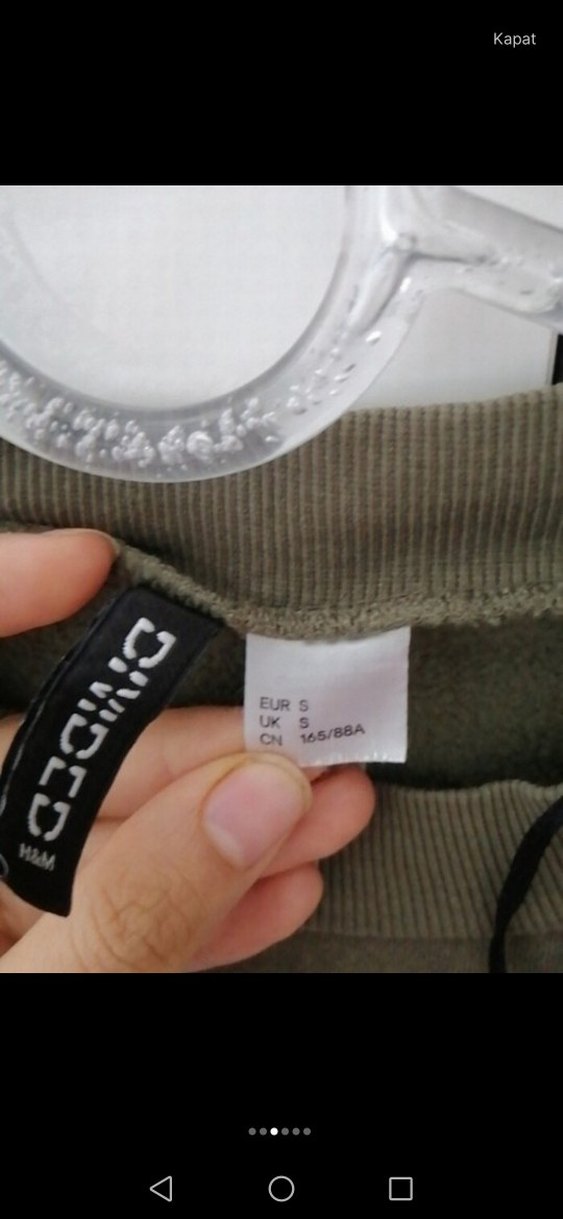 Kapat
DIVIDED
H&M
EUR S
UK S
CN 165/88A